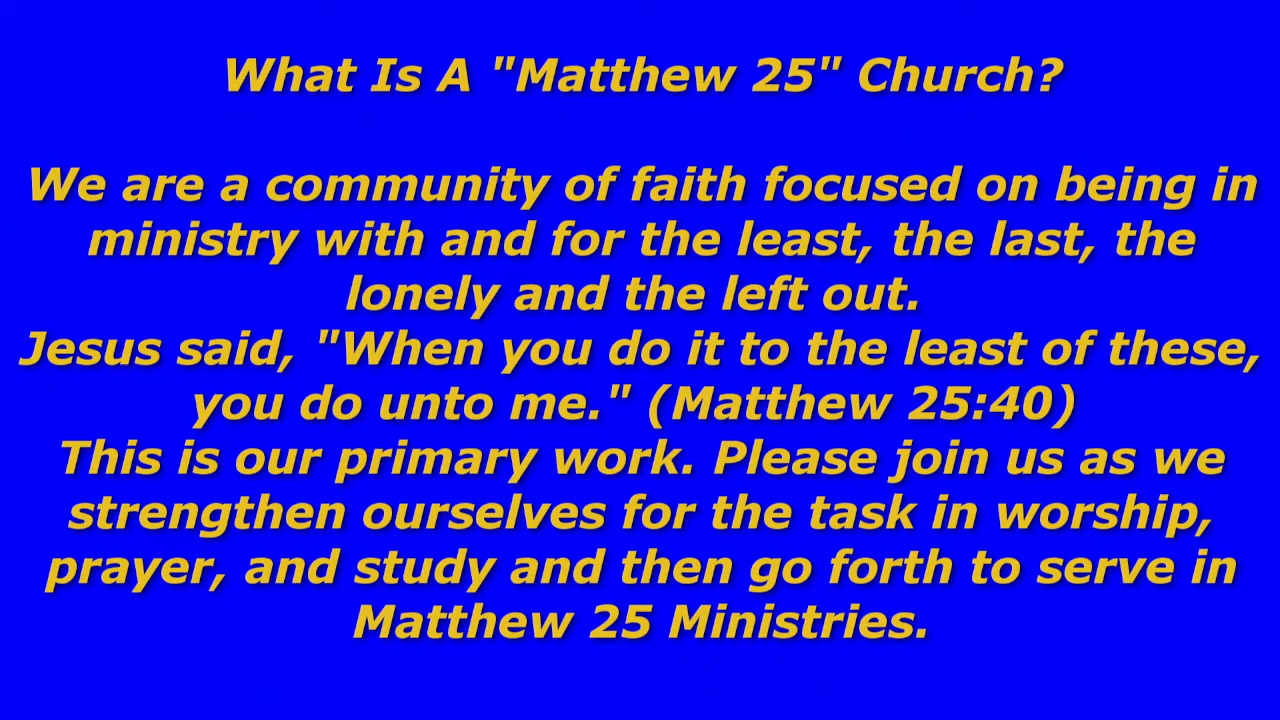 What Is A "Matthew 25" Church?
We are a community of faith focused on being in
ministry with and for the least, the last, the
lonely and the left out.
Jesus said, "When you do it to the least of these,
you do unto me." (Matthew 25:40)
This is our primary work. Please join us as we
strengthen ourselves for the task in worship,
prayer, and study and then go forth to serve in
Matthew 25 Ministries.